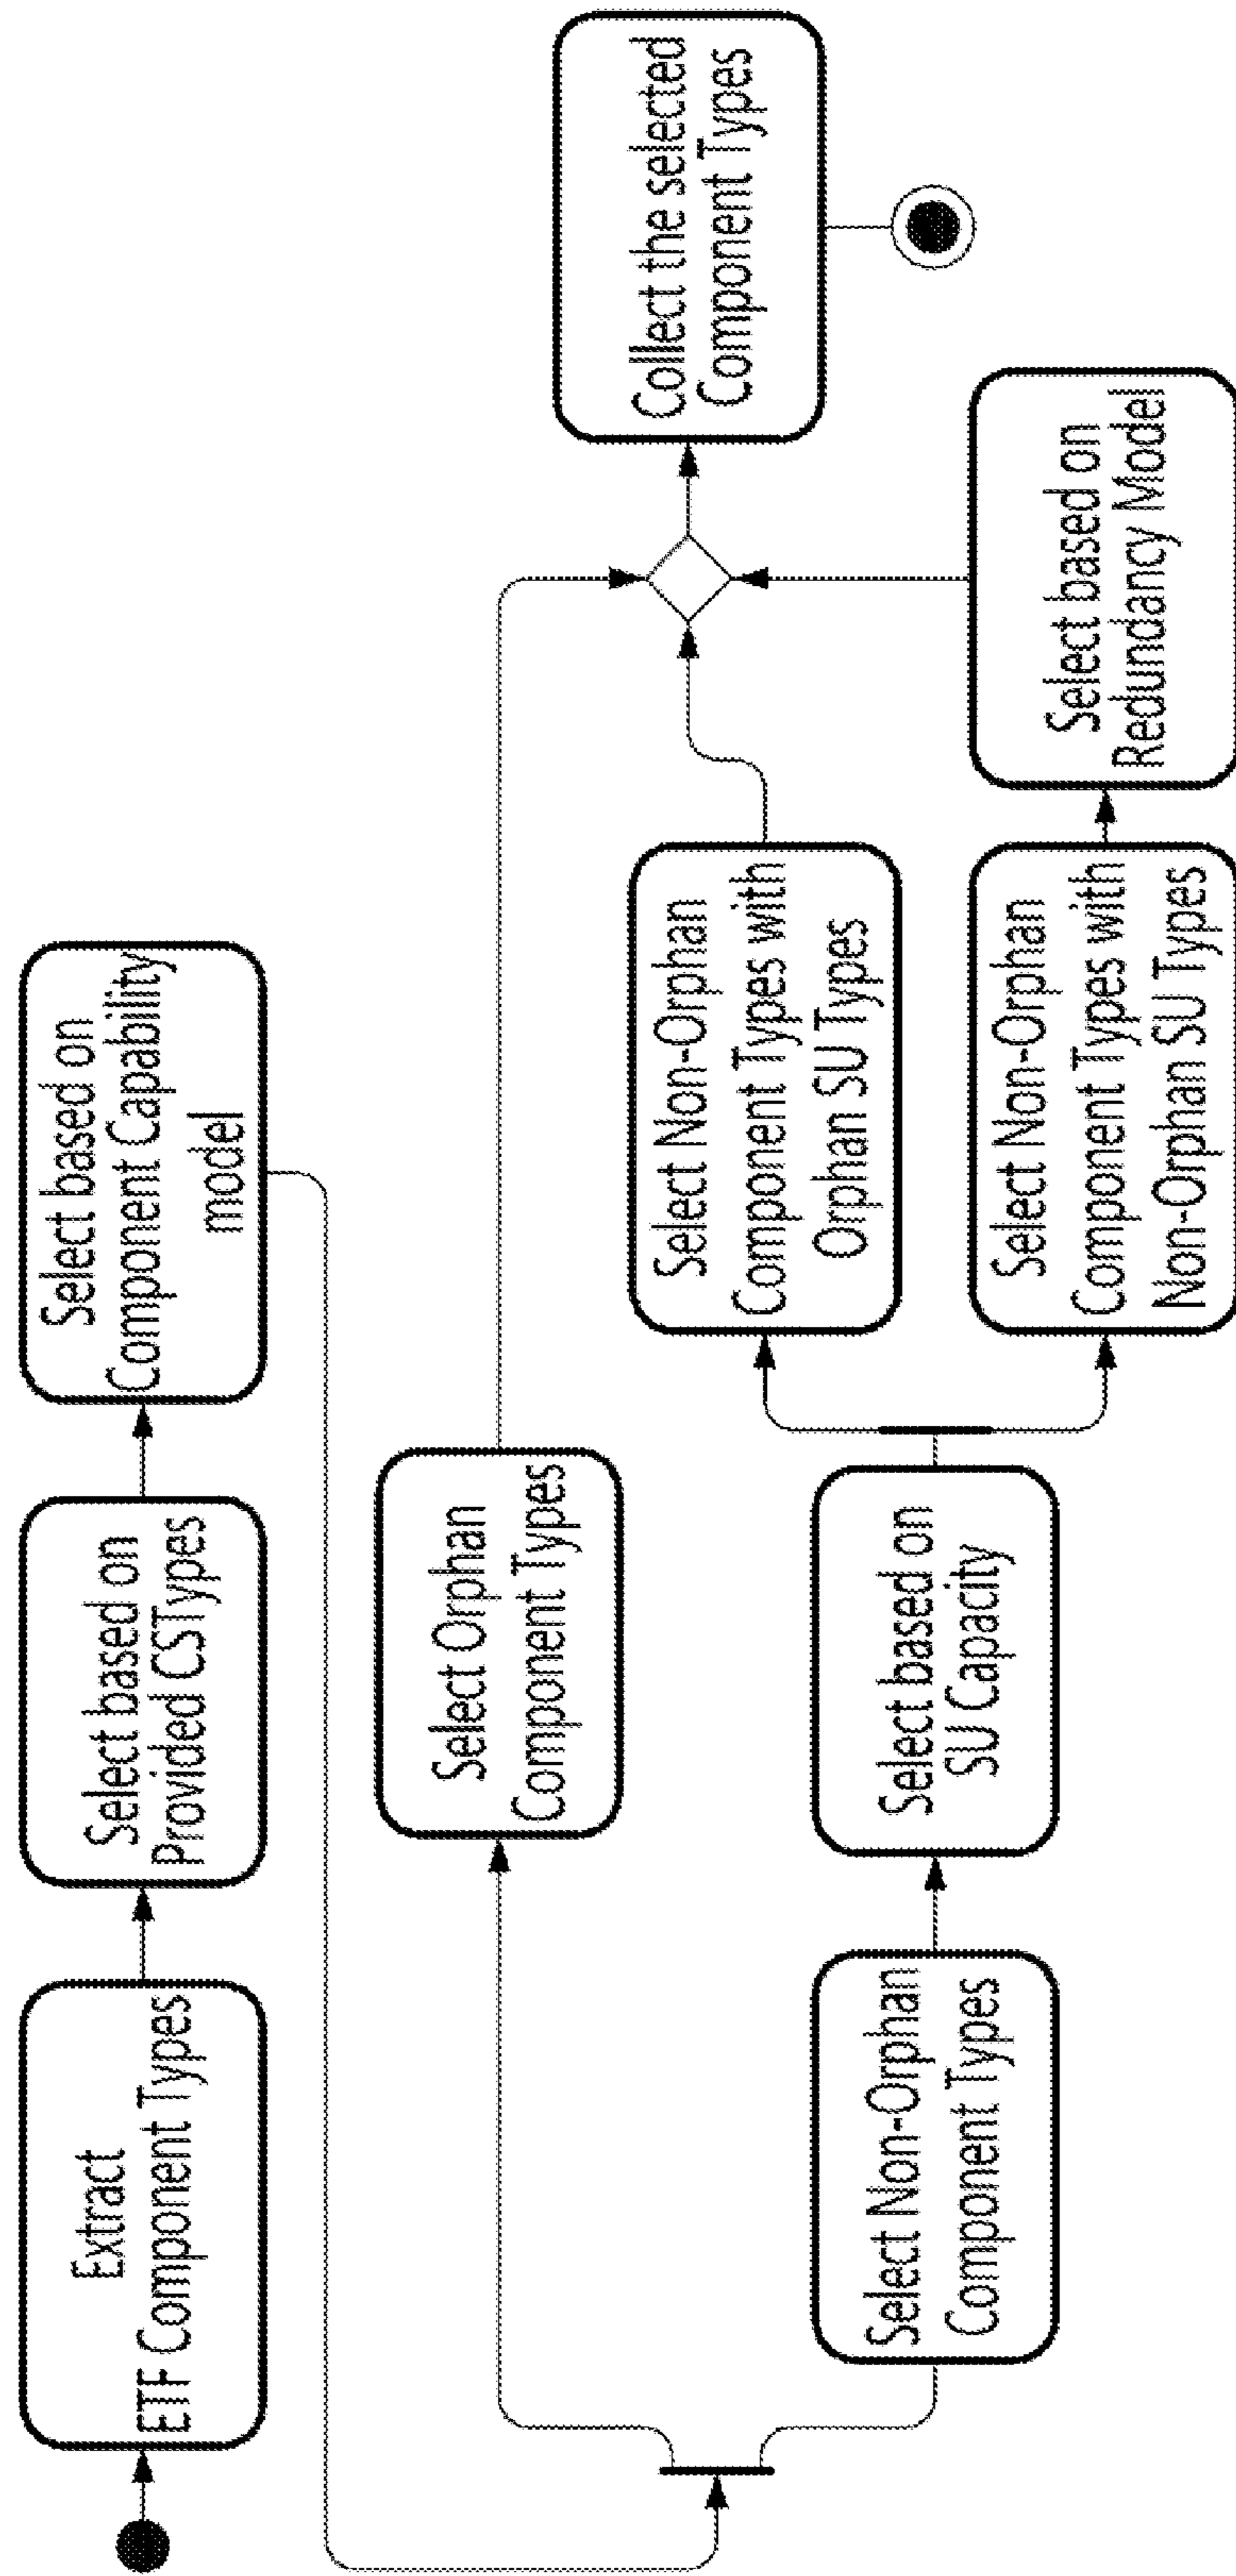 Extract
ETF Component Types
Select based on
Provided CSTypes
Select based on
Component Capability
model
Select Orphan
Component Types
Select Non-Orphan
Component Types
Select based on
SU Capacity
Select Non-Orphan
Component Types with
Orphan SU Types
Select Non-Orphan
Component Types with
Non-Orphan SU Types
Select based on
Redundancy Model
Collect the selected
Component Types